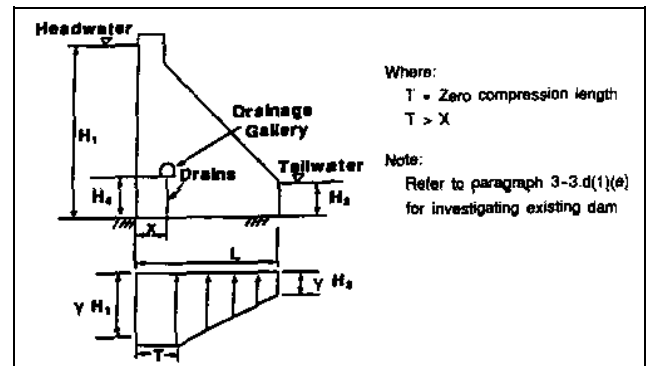 Headwater
H₁
Drainage
Gallery
Drains
Tailwater
H₄
H₂
X
L
γ H₁
γ H₂
T
Where:
T = Zero compression length
T > X
Note:
Refer to paragraph 3-3.d(1)(e)
for investigating existing dam